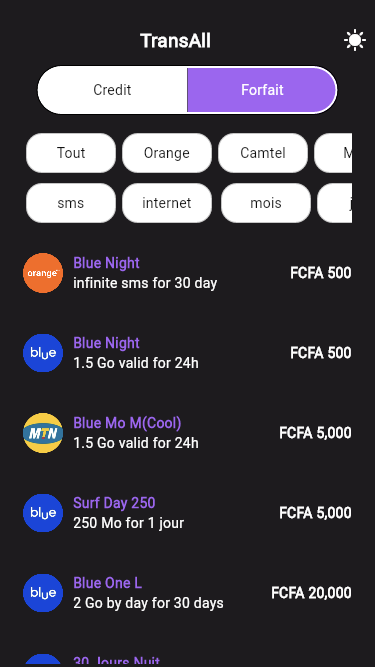 TransAll
Credit Forfait
Tout Orange Camtel M
sms internet mois j
orange
Blue Night
infinite sms for 30 day
FCFA 500
blue
Blue Night
1.5 Go valid for 24h
FCFA 500
MTN
Blue Mo M(Cool)
1.5 Go valid for 24h
FCFA 5,000
blue
Surf Day 250
250 Mo for 1 jour
FCFA 5,000
blue
Blue One L
2 Go by day for 30 days
FCFA 20,000
30 Jours Nuit